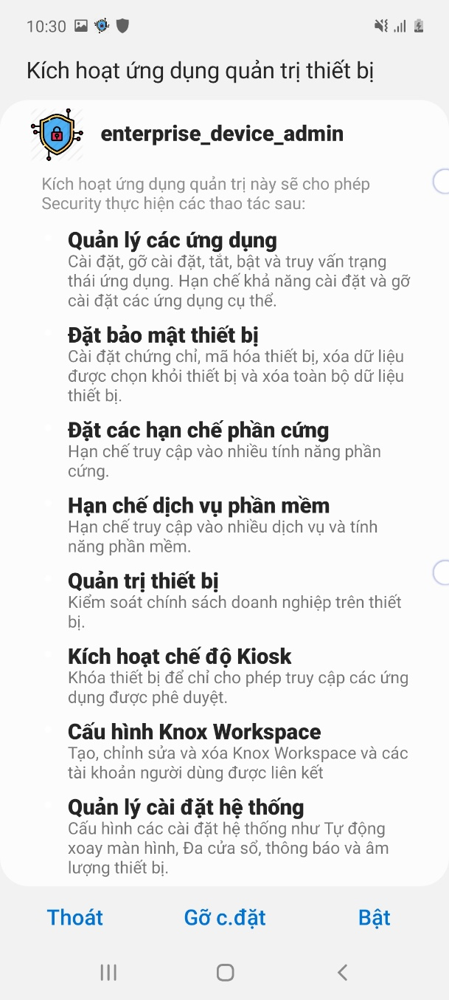 10:30
Kích hoạt ứng dụng quản trị thiết bị
enterprise_device_admin
Kích hoạt ứng dụng quản trị này sẽ cho phép
Security thực hiện các thao tác sau:
Quản lý các ứng dụng
Cài đặt, gỡ cài đặt, tắt, bật và truy vấn trạng
thái ứng dụng. Hạn chế khả năng cài đặt và gỡ
cài đặt các ứng dụng cụ thể.
Đặt bảo mật thiết bị
Cài đặt chứng chỉ, mã hóa thiết bị, xóa dữ liệu
được chọn khỏi thiết bị và xóa toàn bộ dữ liệu
thiết bị.
Đặt các hạn chế phần cứng
Hạn chế truy cập vào nhiều tính năng phần
cứng.
Hạn chế dịch vụ phần mềm
Hạn chế truy cập vào nhiều dịch vụ và tính
năng phần mềm.
Quản trị thiết bị
Kiểm soát chính sách doanh nghiệp trên thiết
bị.
Kích hoạt chế độ Kiosk
Khóa thiết bị để chỉ cho phép truy cập các ứng
dụng được phê duyệt.
Cấu hình Knox Workspace
Tạo, chỉnh sửa và xóa Knox Workspace và các
tài khoản người dùng được liên kết
Quản lý cài đặt hệ thống
Cấu hình các cài đặt hệ thống như Tự động
xoay màn hình, Đa cửa sổ, thông báo và âm
lượng thiết bị.
Thoát Gỡ c.đặt Bật